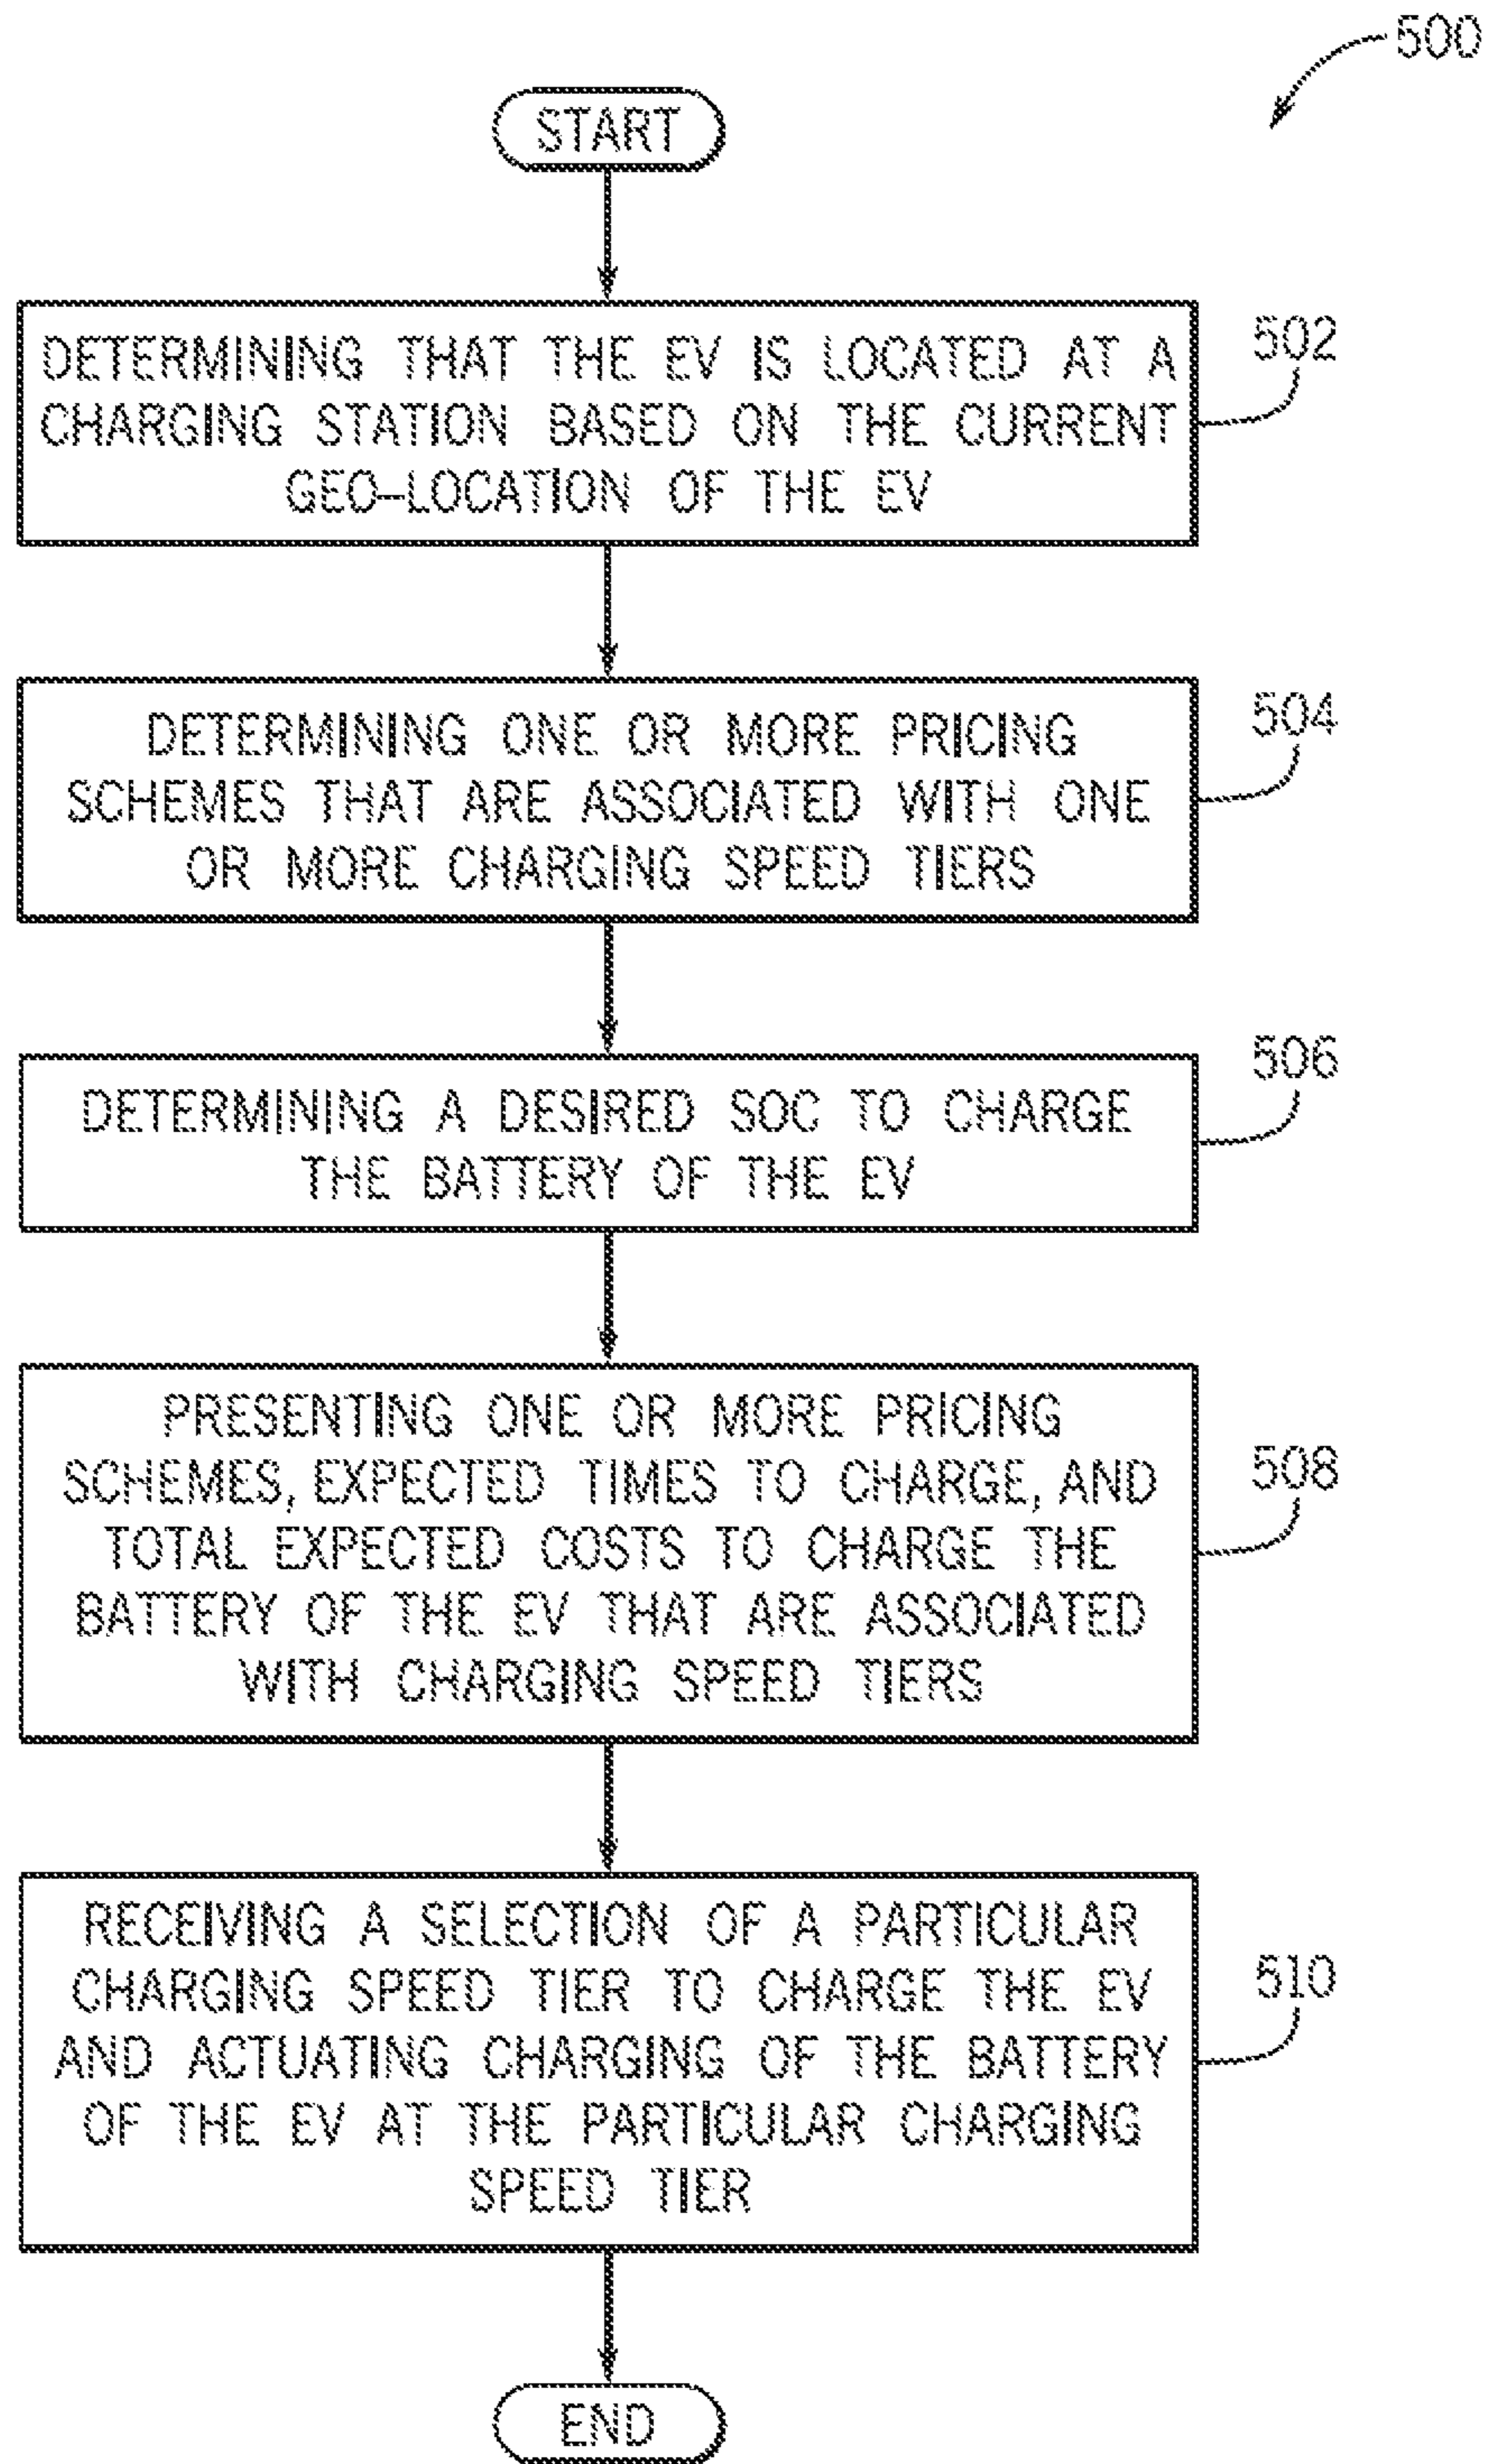 500
START
DETERMINING THAT THE EV IS LOCATED AT A
CHARGING STATION BASED ON THE CURRENT
GEO-LOCATION OF THE EV
502
DETERMINING ONE OR MORE PRICING
SCHEMES THAT ARE ASSOCIATED WITH ONE
OR MORE CHARGING SPEED TIERS
504
DETERMINING A DESIRED SOC TO CHARGE
THE BATTERY OF THE EV
506
PRESENTING ONE OR MORE PRICING
SCHEMES, EXPECTED TIMES TO CHARGE, AND
TOTAL EXPECTED COSTS TO CHARGE THE
BATTERY OF THE EV THAT ARE ASSOCIATED
WITH CHARGING SPEED TIERS
508
RECEIVING A SELECTION OF A PARTICULAR
CHARGING SPEED TIER TO CHARGE THE EV
AND ACTUATING CHARGING OF THE BATTERY
OF THE EV AT THE PARTICULAR CHARGING
SPEED TIER
510
END